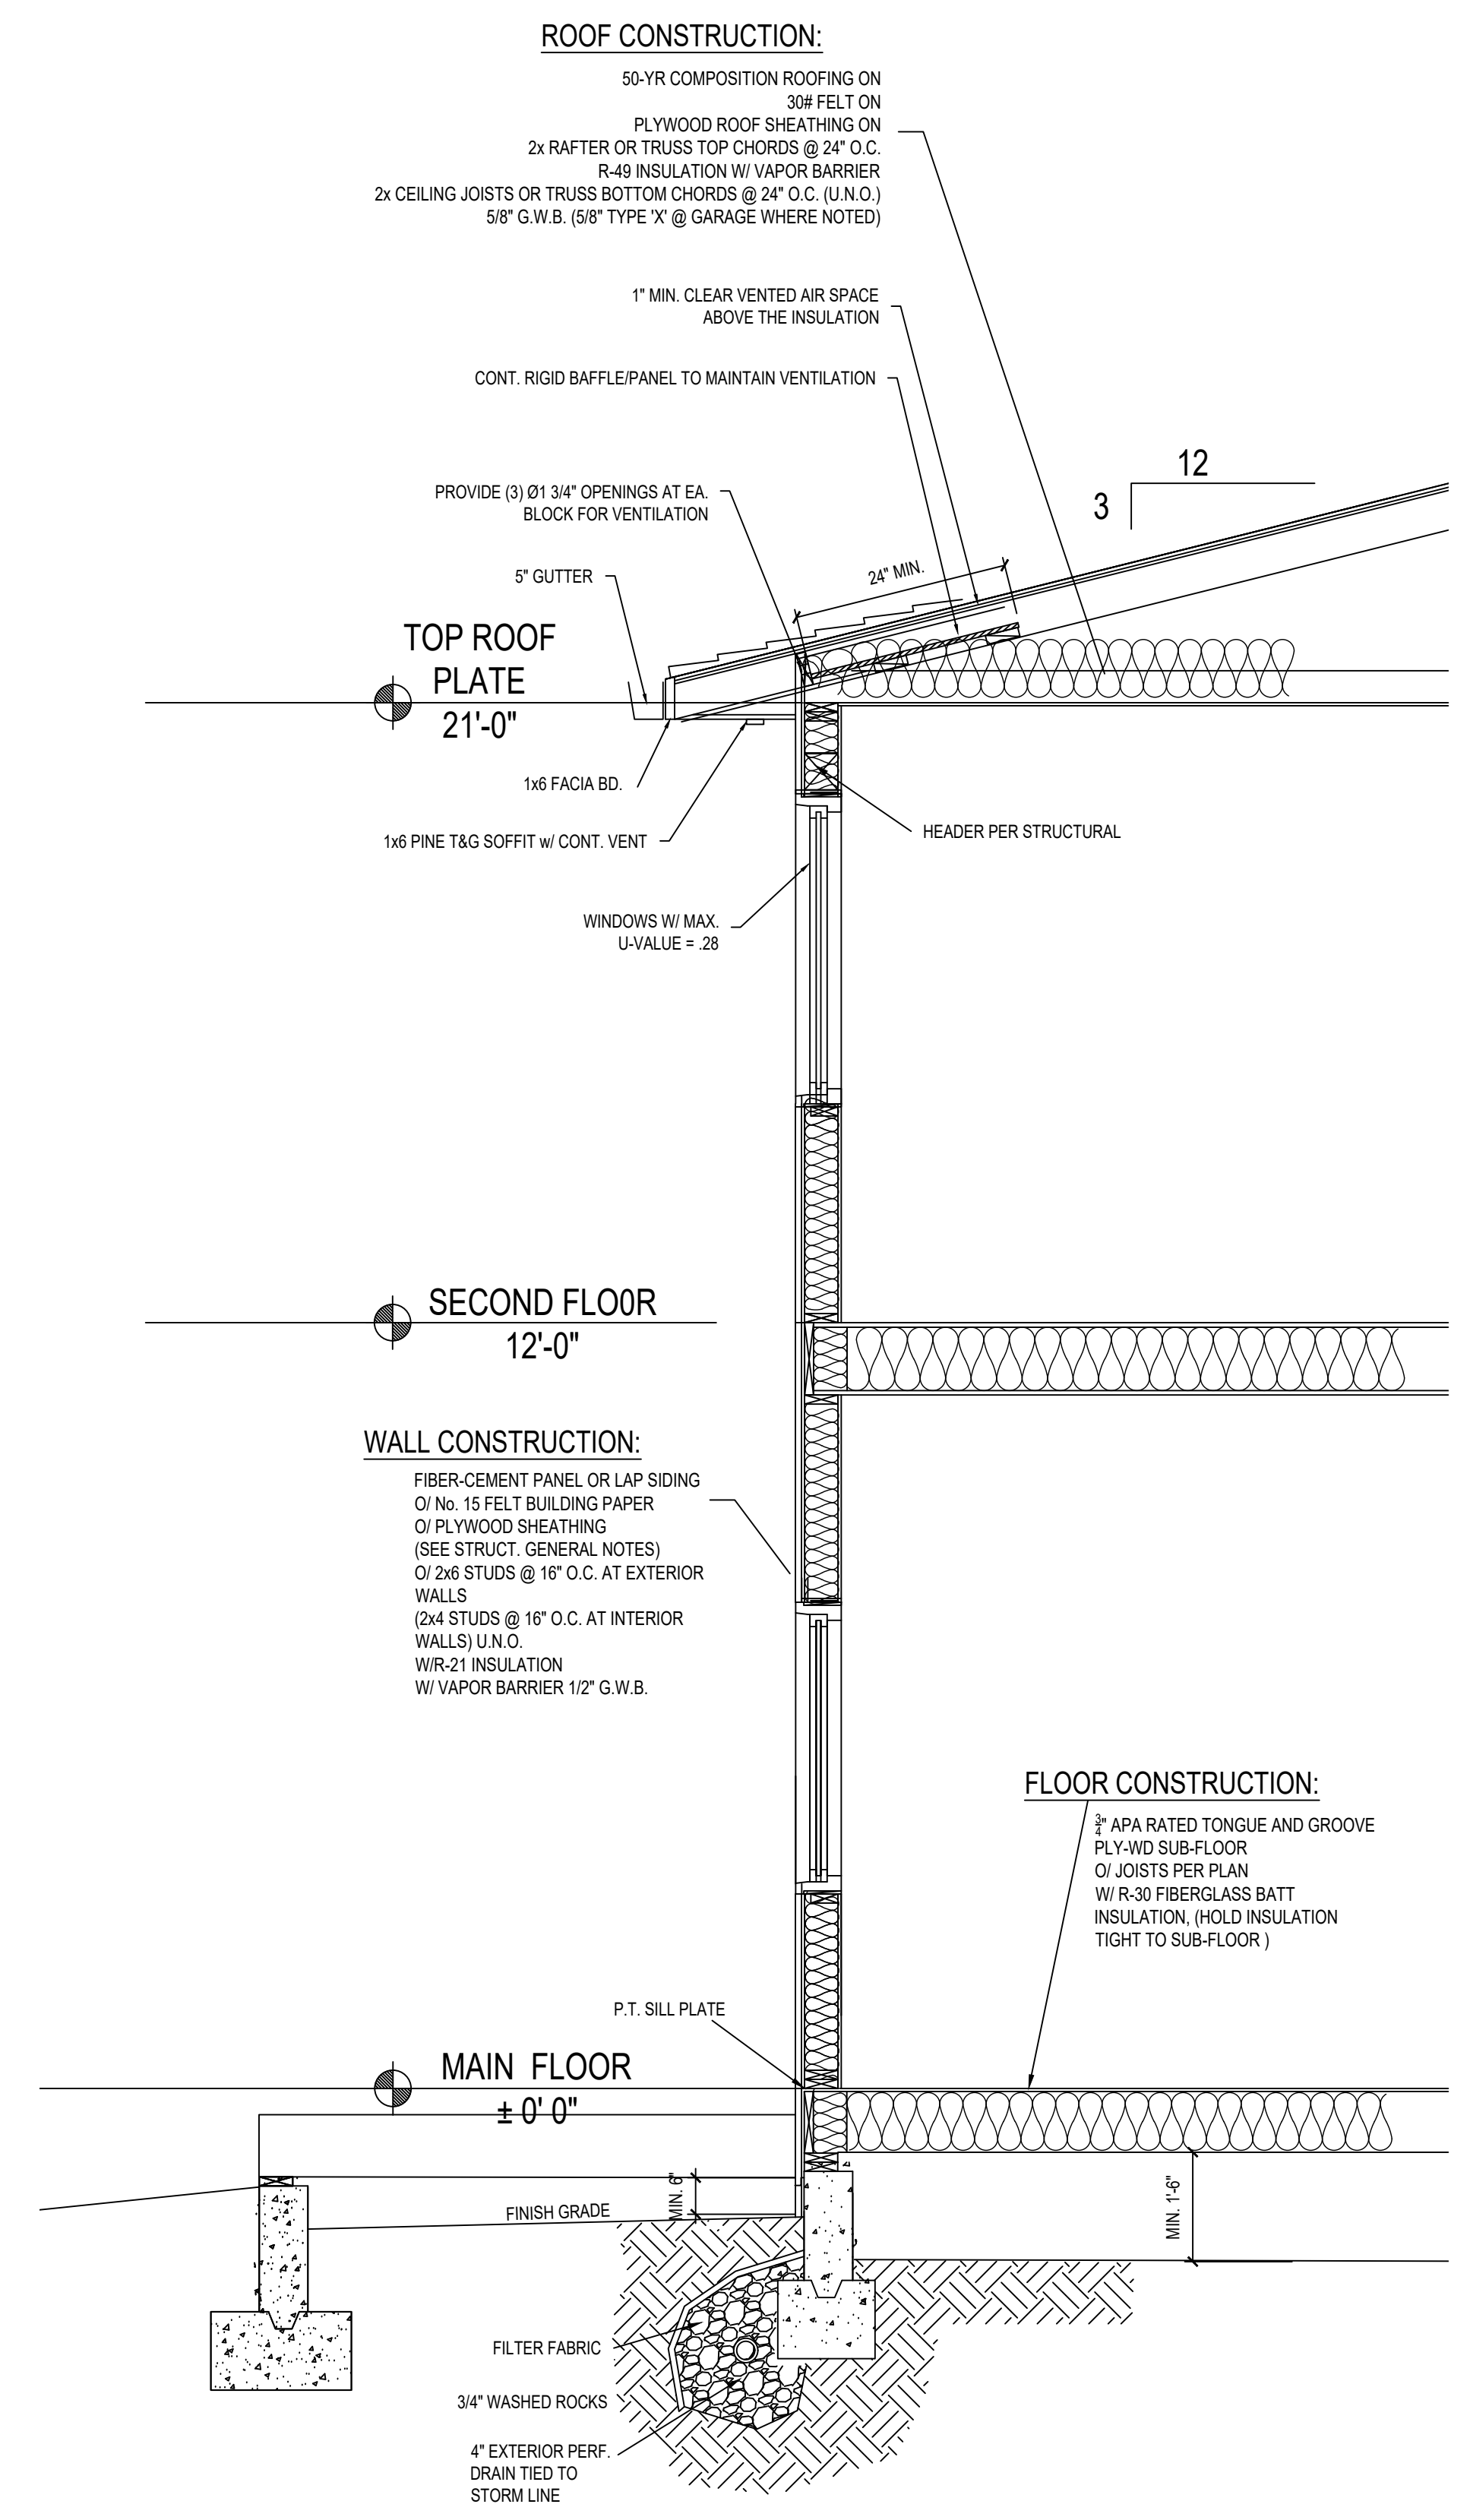 ROOF CONSTRUCTION:
50-YR COMPOSITION ROOFING ON
30# FELT ON
PLYWOOD ROOF SHEATHING ON
2x RAFTER OR TRUSS TOP CHORDS @ 24" O.C.
R-49 INSULATION W/ VAPOR BARRIER
2x CEILING JOISTS OR TRUSS BOTTOM CHORDS @ 24" O.C. (U.N.O.)
5/8" G.W.B. (5/8" TYPE 'X' @ GARAGE WHERE NOTED)
1" MIN. CLEAR VENTED AIR SPACE
ABOVE THE INSULATION
CONT. RIGID BAFFLE/PANEL TO MAINTAIN VENTILATION
12
3
PROVIDE (3) Ø1 3/4" OPENINGS AT EA.
BLOCK FOR VENTILATION
24" MIN.
5" GUTTER
TOP ROOF
PLATE
21'-0"
1x6 FACIA BD.
1x6 PINE T&G SOFFIT w/ CONT. VENT
HEADER PER STRUCTURAL
WINDOWS W/ MAX.
U-VALUE = .28
SECOND FLO0R
12'-0"
WALL CONSTRUCTION:
FIBER-CEMENT PANEL OR LAP SIDING
O/ No. 15 FELT BUILDING PAPER
O/ PLYWOOD SHEATHING
(SEE STRUCT. GENERAL NOTES)
O/ 2x6 STUDS @ 16" O.C. AT EXTERIOR
WALLS
(2x4 STUDS @ 16" O.C. AT INTERIOR
WALLS) U.N.O.
W/R-21 INSULATION
W/ VAPOR BARRIER 1/2" G.W.B.
FLOOR CONSTRUCTION:
3/4" APA RATED TONGUE AND GROOVE
PLY-WD SUB-FLOOR
O/ JOISTS PER PLAN
W/ R-30 FIBERGLASS BATT
INSULATION, (HOLD INSULATION
TIGHT TO SUB-FLOOR )
P.T. SILL PLATE
MAIN FLOOR
± 0' 0"
MIN. 6"
MIN. 1'-6"
FINISH GRADE
FILTER FABRIC
3/4" WASHED ROCKS
4" EXTERIOR PERF.
DRAIN TIED TO
STORM LINE